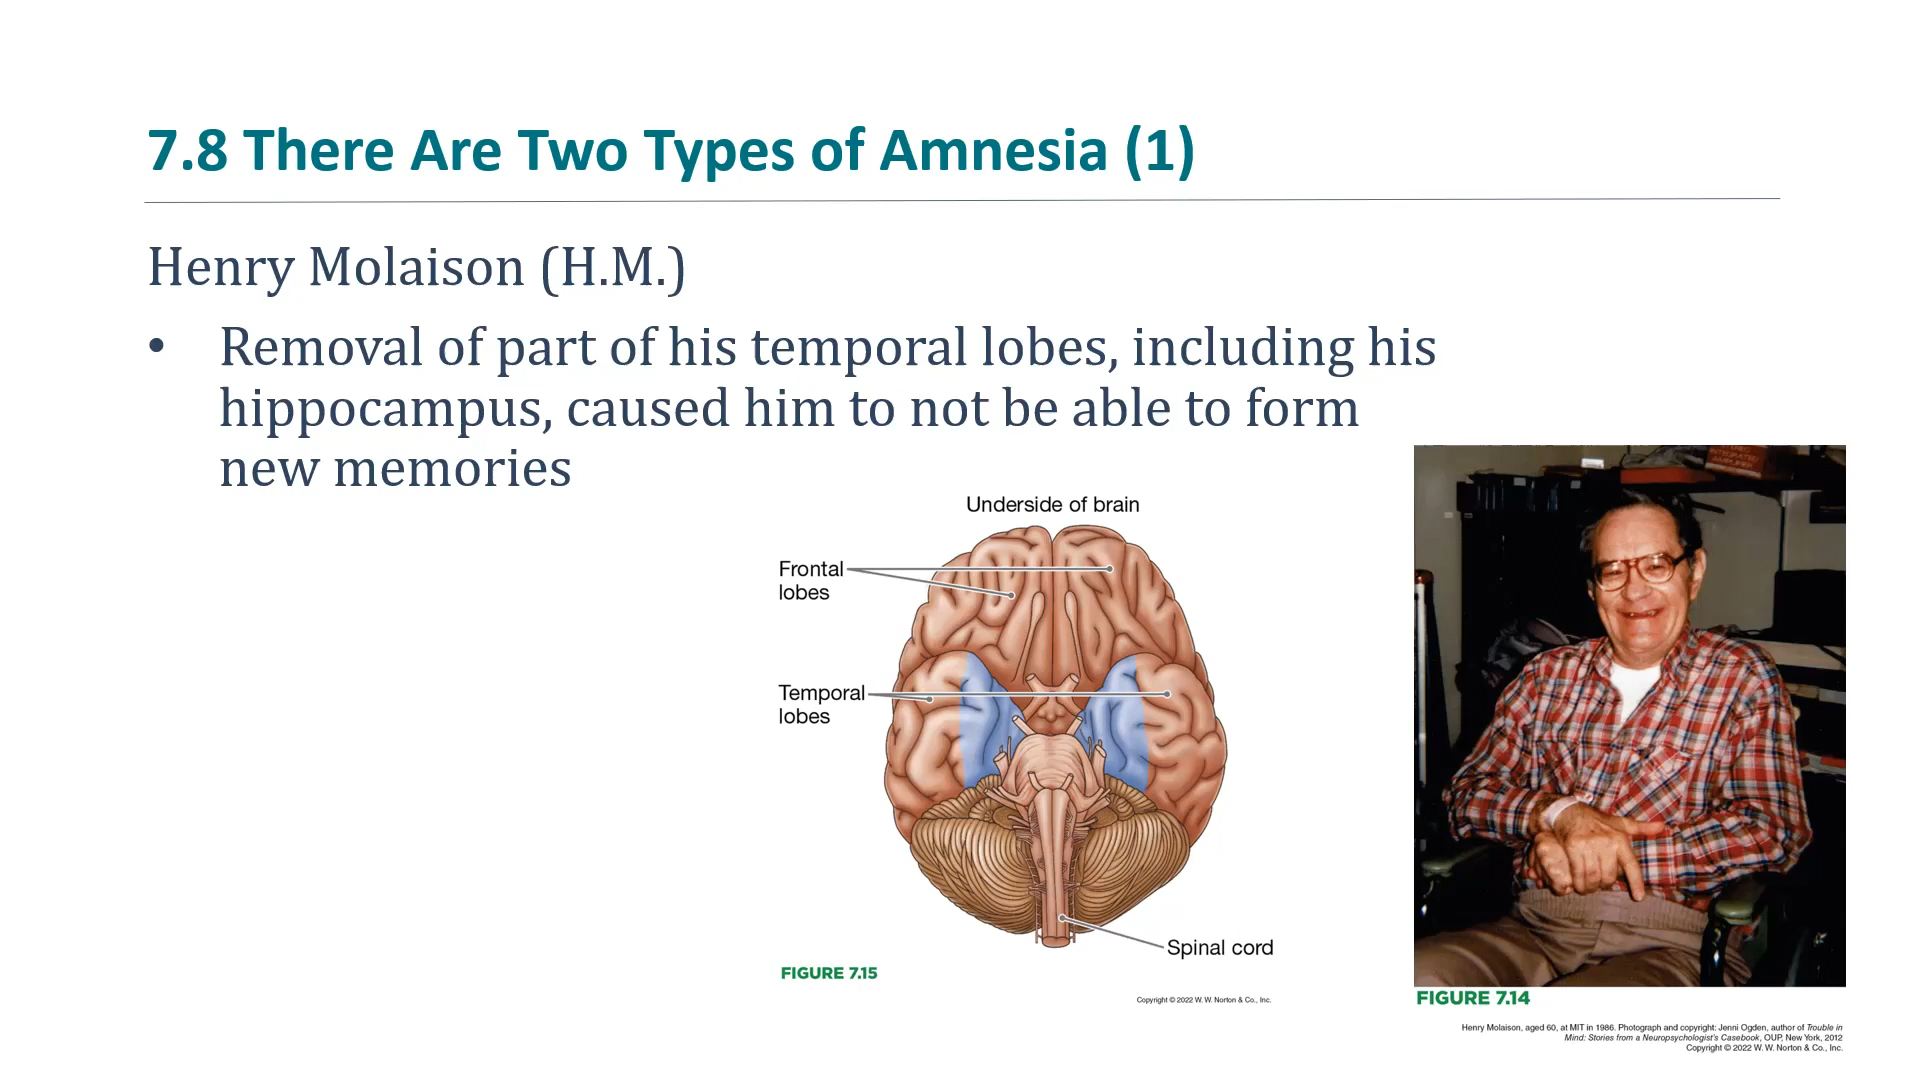 7.8 There Are Two Types of Amnesia (1)
Henry Molaison (H.M.)
• Removal of part of his temporal lobes, including his
hippocampus, caused him to not be able to form
new memories
Underside of brain
Frontal
lobes
Temporal
lobes
Spinal cord
FIGURE 7.15
Copyright © 2022 W. W. Norton & Co., Inc.
FIGURE 7.14
Henry Molaison, aged 60, at MIT in 1986. Photograph and copyright: Jenni Ogden, author of Trouble in
Mind: Stories from a Neuropsychologist's Casebook, OUP, New York, 2012
Copyright © 2022 W. W. Norton & Co., Inc.